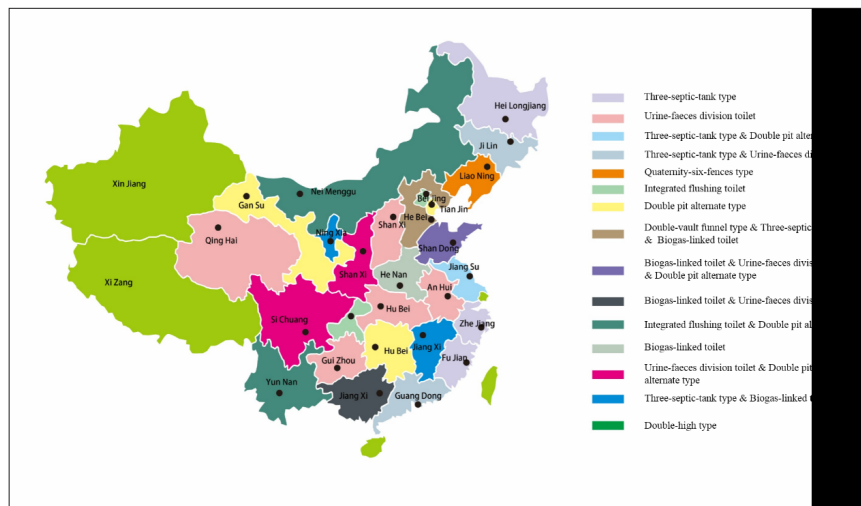 Hei Longjiang
Ji Lin
Liao Ning
Nei Menggu
Bei Jing
Tian Jin
He Bei
Xin Jiang
Gan Su
Ning Xia
Shan Xi
Shan Dong
Qing Hai
Shan Xi
He Nan
Jiang Su
Xi Zang
An Hui
Si Chuang
Hu Bei
Zhe Jiang
Hu Bei
Jiang Xi
Fu Jian
Gui Zhou
Yun Nan
Jiang Xi
Guang Dong
Three-septic-tank type
Urine-faeces division toilet
Three-septic-tank type & Double pit
Three-septic-tank type & Urine-faeces
Quaternity-six-fences type
Integrated flushing toilet
Double pit alternate type
Double-vault funnel type & Three-septic
& Biogas-linked toilet
Biogas-linked toilet & Urine-faeces
& Double pit alternate type
Biogas-linked toilet & Urine-faeces
Integrated flushing toilet & Double pit
Biogas-linked toilet
Urine-faeces division toilet & Double pit
alternate type
Three-septic-tank type & Biogas-linked
Double-high type